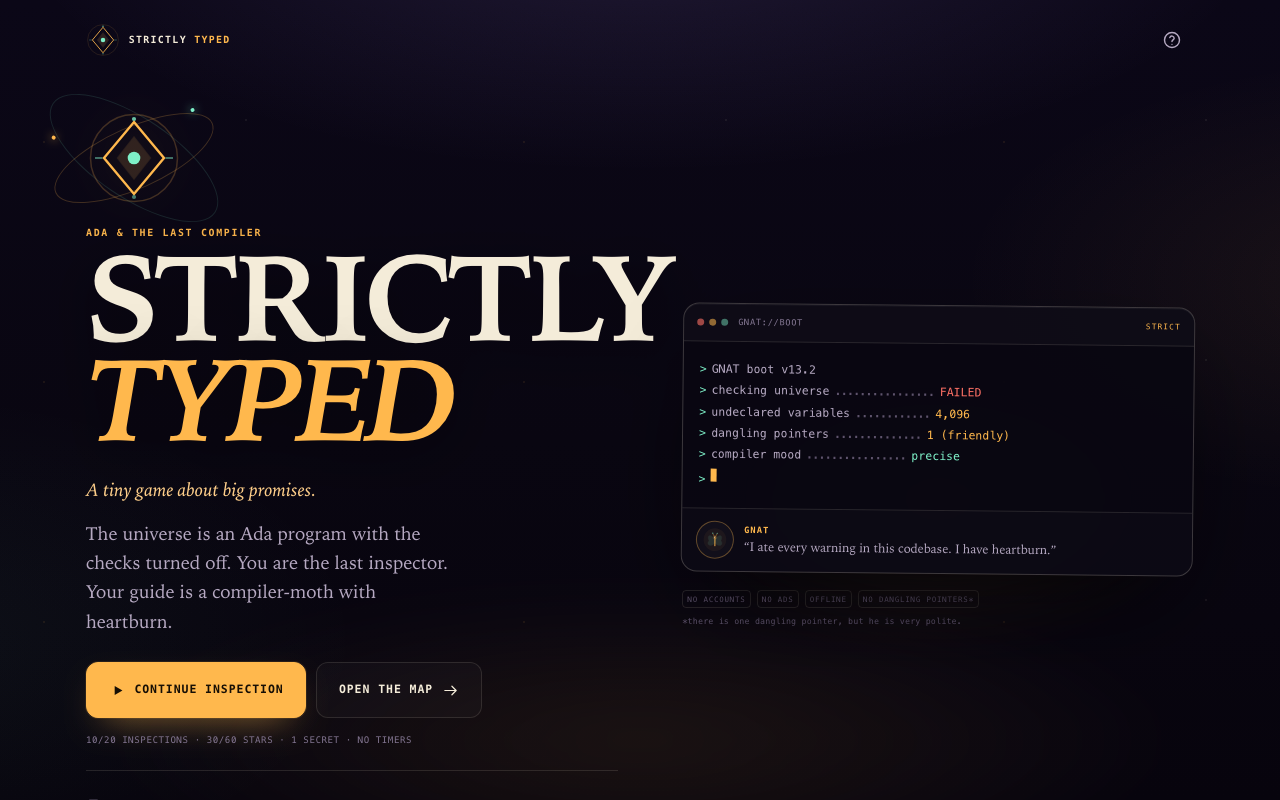 STRICTLY TYPED
ADA & THE LAST COMPILER
STRICTLY
TYPED
A tiny game about big promises.
The universe is an Ada program with the
checks turned off. You are the last inspector.
Your guide is a compiler-moth with
heartburn.
CONTINUE INSPECTION
OPEN THE MAP
10/20 INSPECTIONS · 30/60 STARS · 1 SECRET · NO TIMERS
GNAT://BOOT
STRICT
> GNAT boot v13.2
> checking universe ................ FAILED
> undeclared variables ............ 4,096
> dangling pointers .............. 1 (friendly)
> compiler mood ................ precise
>
GNAT
“I ate every warning in this codebase. I have heartburn.”
NO ACCOUNTS NO ADS OFFLINE NO DANGLING POINTERS*
*there is one dangling pointer, but he is very polite.